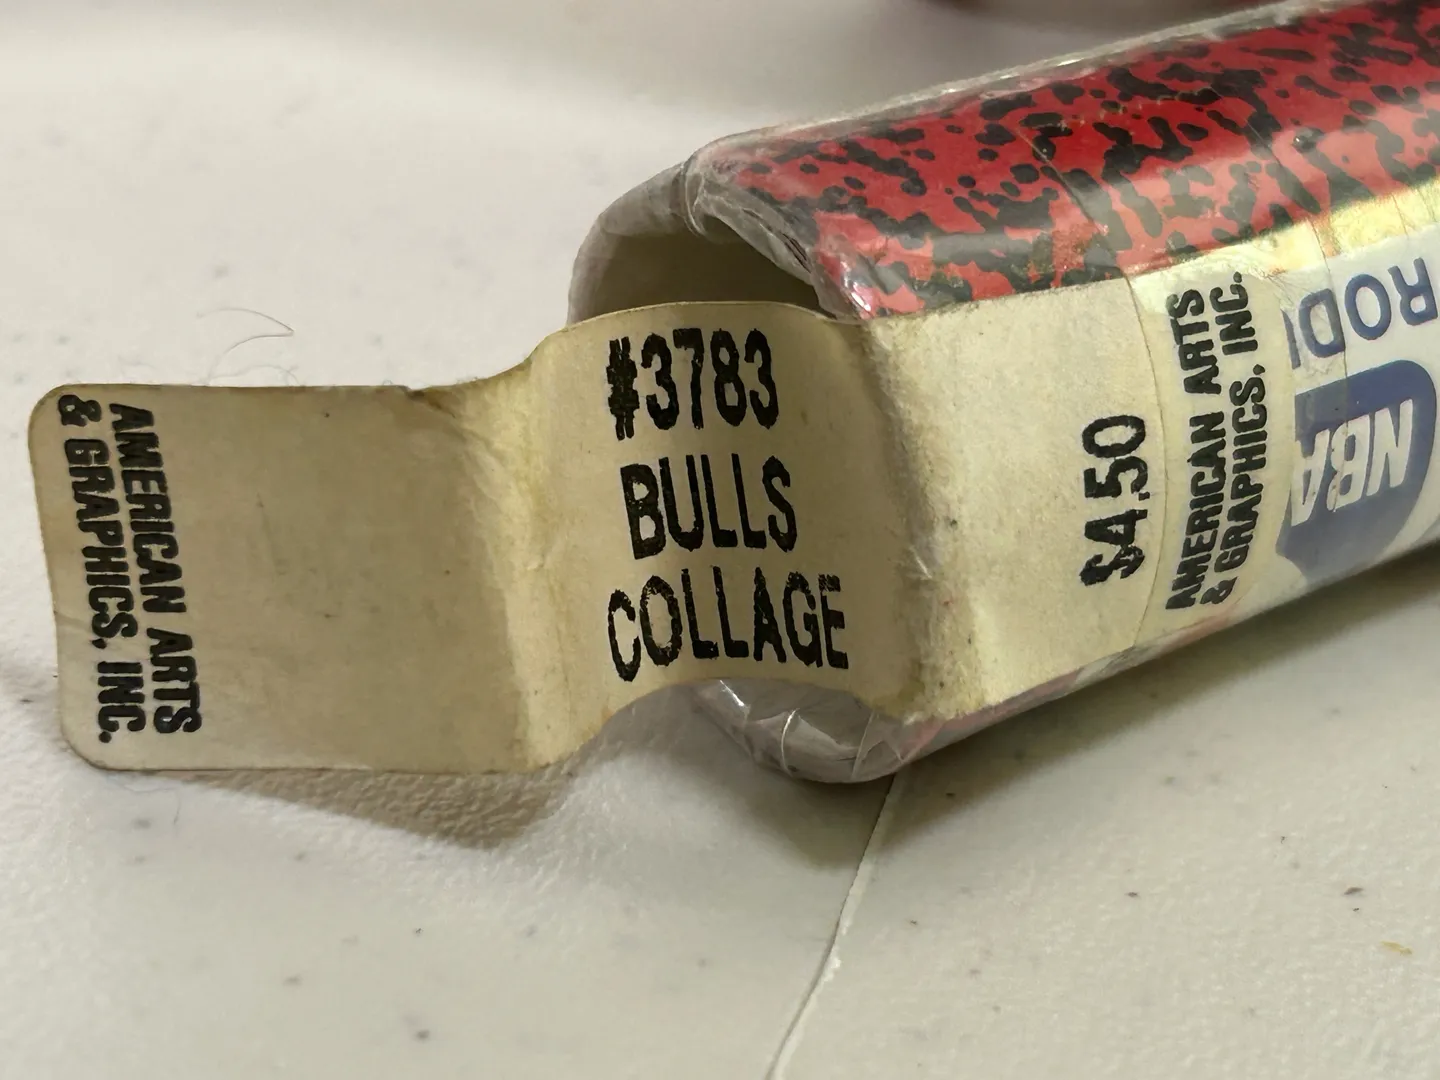 AMERICAN ARTS
& GRAPHICS, INC.
#3783
BULLS
COLLAGE
$4.50
AMERICAN ARTS
& GRAPHICS, INC.
NBA